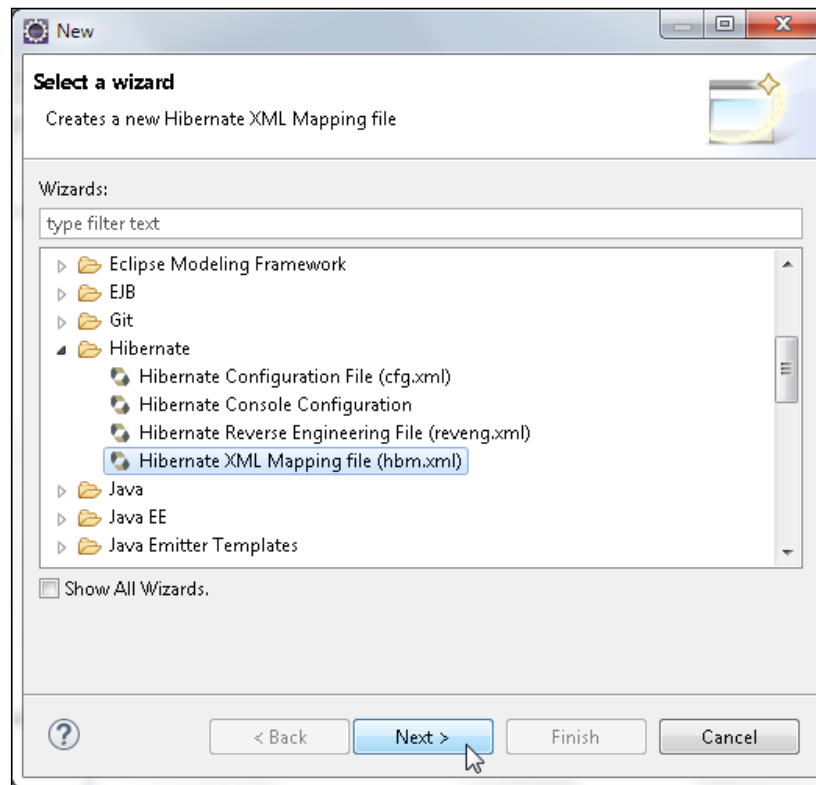 New
Select a wizard
Creates a new Hibernate XML Mapping file
Wizards:
type filter text
Eclipse Modeling Framework
EJB
Git
Hibernate
Hibernate Configuration File (cfg.xml)
Hibernate Console Configuration
Hibernate Reverse Engineering File (reveng.xml)
Hibernate XML Mapping file (hbm.xml)
Java
Java EE
Java Emitter Templates
Show All Wizards.
? < Back Next > Finish Cancel